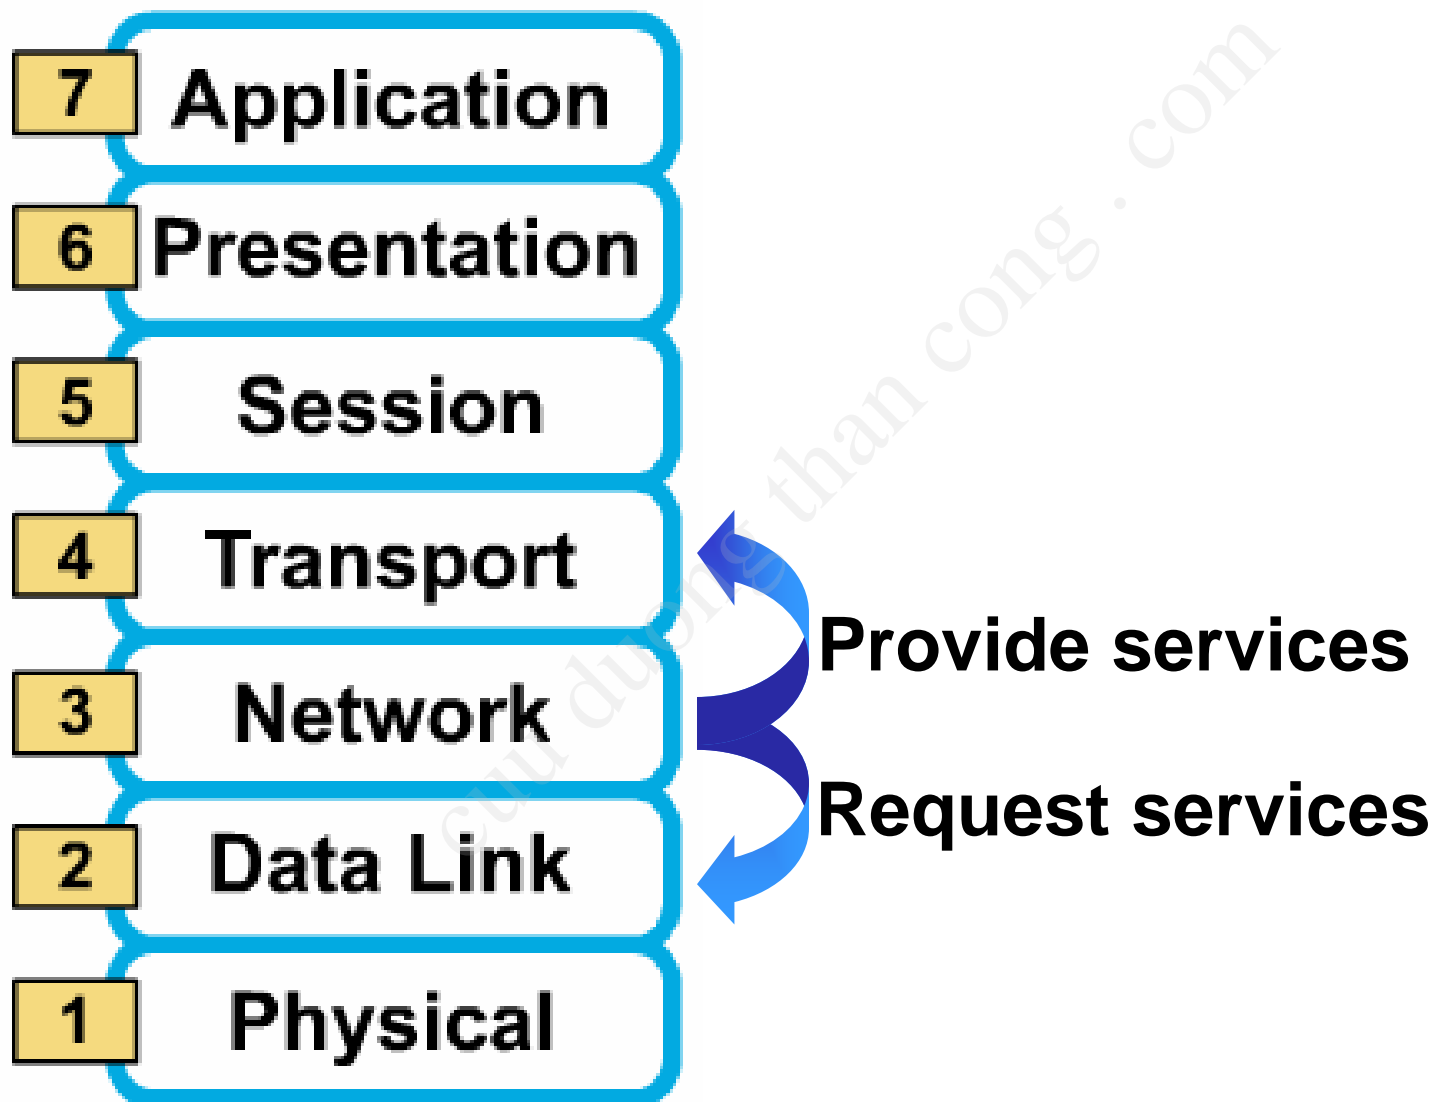 7 Application
6 Presentation
5 Session
4 Transport
Provide services
3 Network
Request services
2 Data Link
1 Physical
cuu duong than cong . com